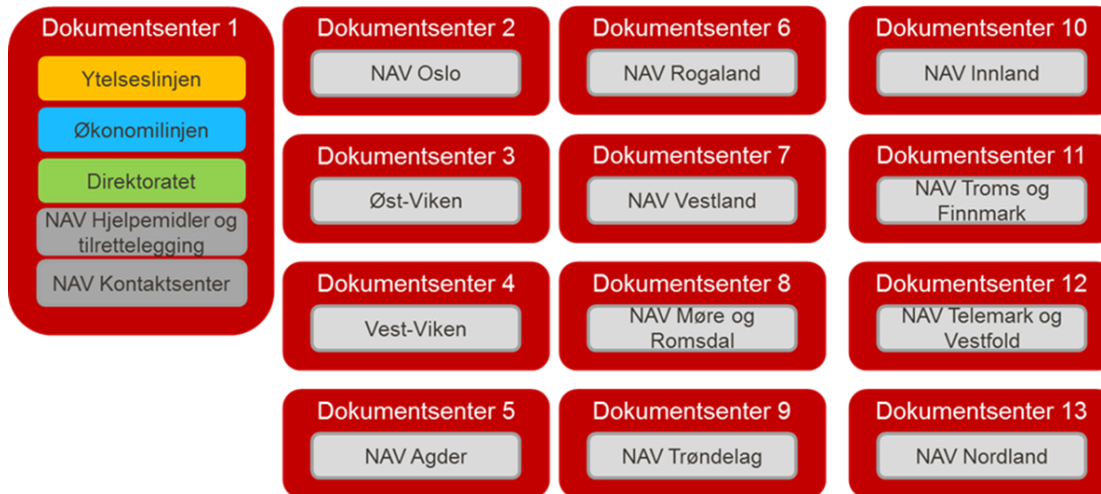 Dokumentsenter 1
Ytelseslinjen
Økonomilinjen
Direktoratet
NAV Hjelpemidler og
tilrettelegging
NAV Kontaktsenter
Dokumentsenter 2
NAV Oslo
Dokumentsenter 3
Øst-Viken
Dokumentsenter 4
Vest-Viken
Dokumentsenter 5
NAV Agder
Dokumentsenter 6
NAV Rogaland
Dokumentsenter 7
NAV Vestland
Dokumentsenter 8
NAV Møre og
Romsdal
Dokumentsenter 9
NAV Trøndelag
Dokumentsenter 10
NAV Innland
Dokumentsenter 11
NAV Troms og
Finnmark
Dokumentsenter 12
NAV Telemark og
Vestfold
Dokumentsenter 13
NAV Nordland